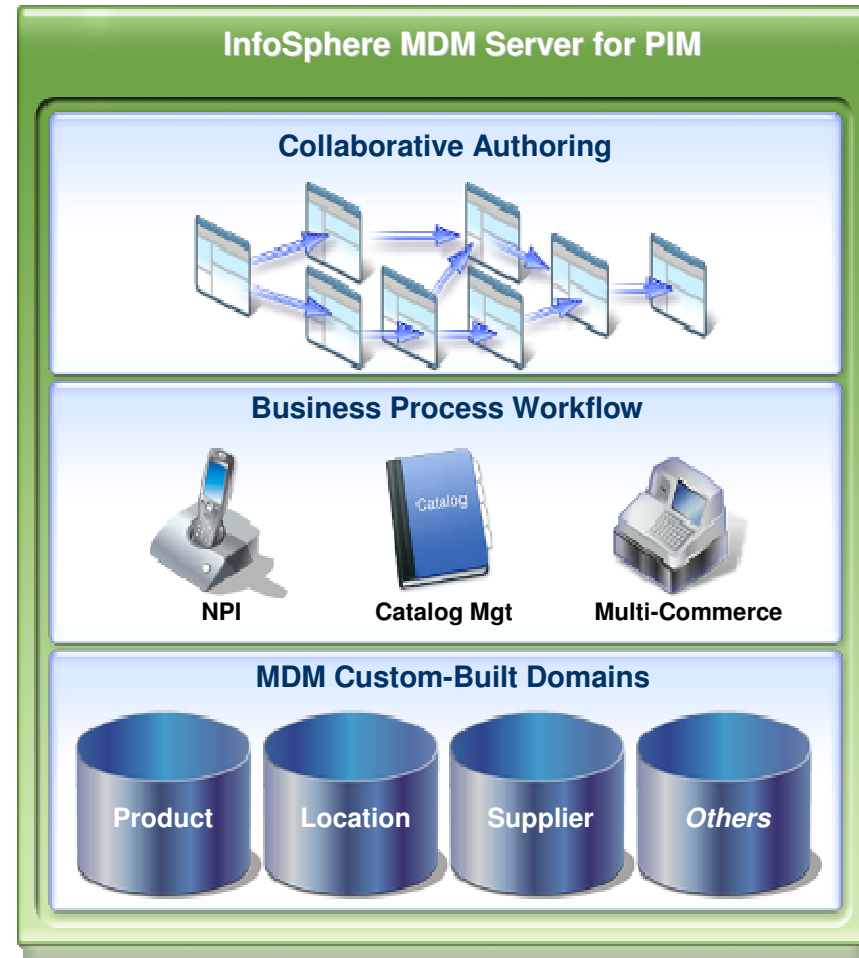 InfoSphere MDM Server for PIM
Collaborative Authoring
Business Process Workflow
Catalog
NPI Catalog Mgt Multi-Commerce
MDM Custom-Built Domains
Product Location Supplier Others